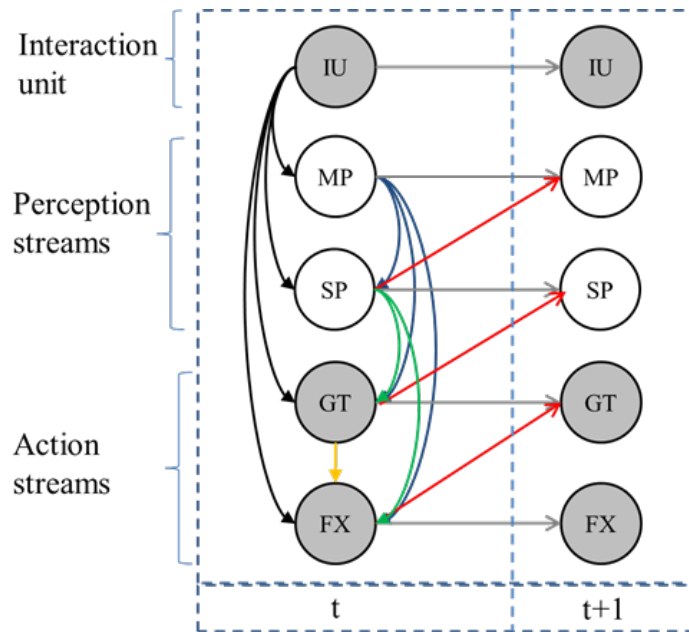 Interaction
unit
IU
IU
Perception
streams
MP
MP
SP
SP
Action
streams
GT
GT
FX
FX
t
t+1